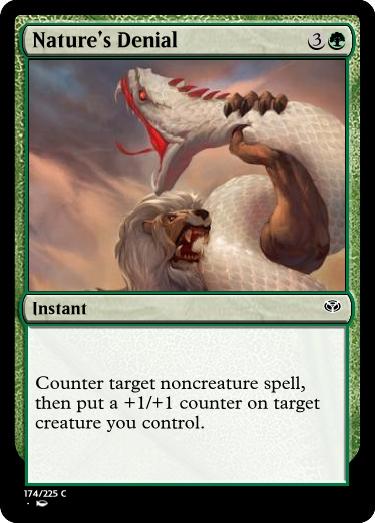 Nature's Denial 3
Instant
Counter target noncreature spell,
then put a +1/+1 counter on target
creature you control.
174/225 C